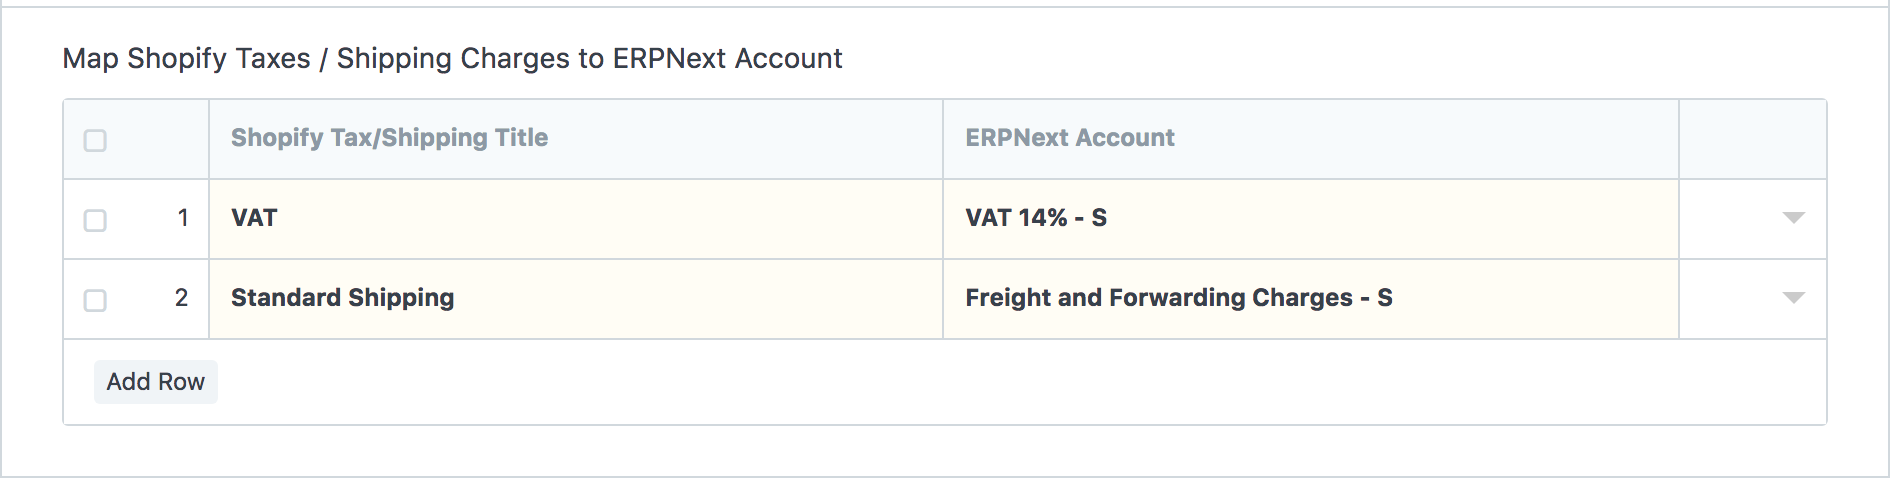 Map Shopify Taxes / Shipping Charges to ERPNext Account
Shopify Tax/Shipping Title ERPNext Account
1 VAT VAT 14% - S
2 Standard Shipping Freight and Forwarding Charges - S
Add Row